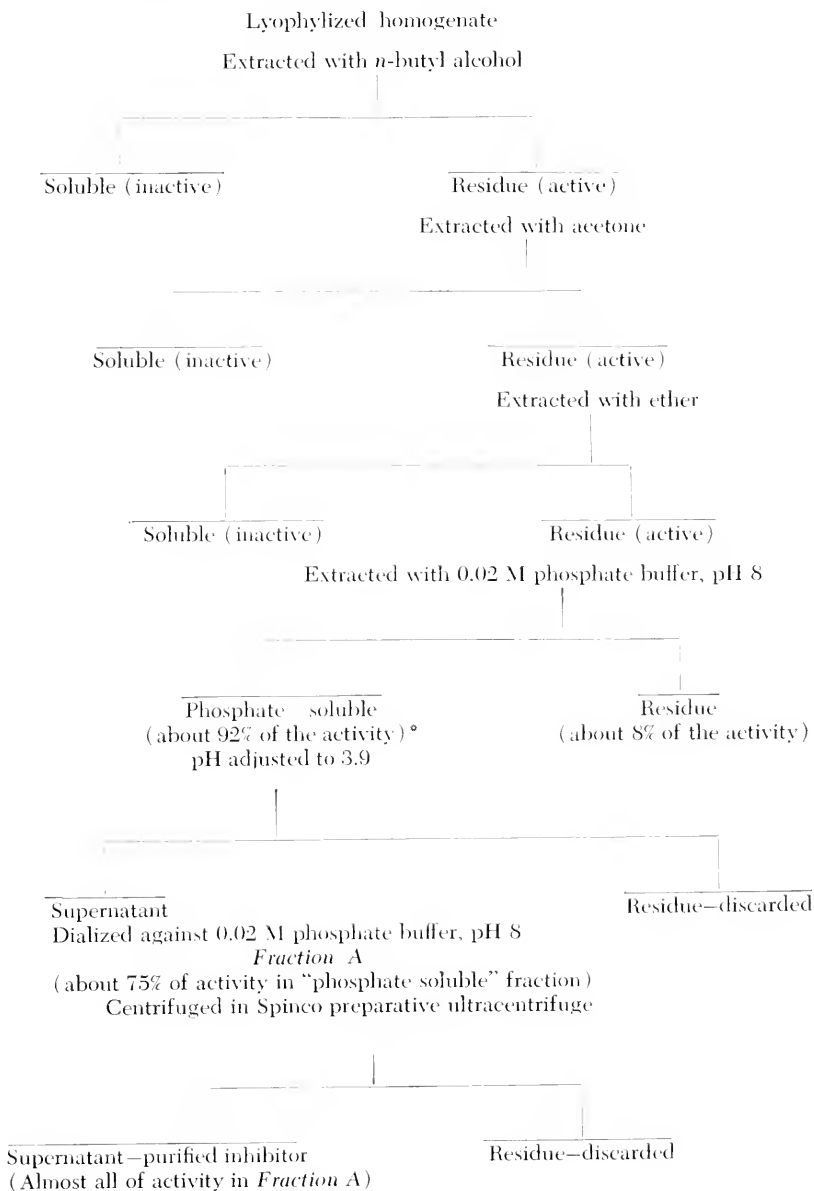 Lyophylized homogenate
Extracted with n-butyl alcohol
Soluble (inactive)
Residue (active)
Extracted with acetone
Soluble (inactive)
Residue (active)
Extracted with ether
Soluble (inactive)
Residue (active)
Extracted with 0.02 M phosphate buffer, pH 8
Phosphate soluble
(about 92% of the activity)°
pH adjusted to 3.9
Residue
(about 8% of the activity)
Supernatant
Dialized against 0.02 M phosphate buffer, pH 8
Fraction A
(about 75% of activity in “phosphate soluble” fraction)
Centrifuged in Spinco preparative ultracentrifuge
Residue—discarded
Supernatant—purified inhibitor
(Almost all of activity in Fraction A)
Residue—discarded